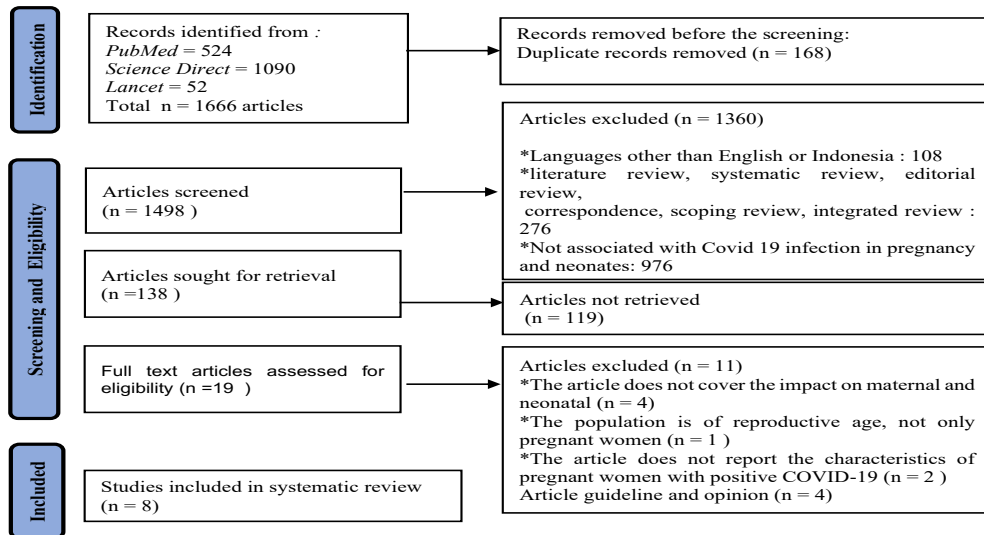 Identification
Records identified from :
PubMed = 524
Science Direct = 1090
Lancet = 52
Total n = 1666 articles
Records removed before the screening:
Duplicate records removed (n = 168)
Screening and Eligibility
Articles screened
(n = 1498 )
Articles excluded (n = 1360)
*Languages other than English or Indonesia : 108
*literature review, systematic review, editorial
review,
correspondence, scoping review, integrated review :
276
*Not associated with Covid 19 infection in pregnancy
and neonates: 976
Articles sought for retrieval
(n =138 )
Articles not retrieved
(n = 119)
Full text articles assessed for
eligibility (n =19 )
Articles excluded (n = 11)
*The article does not cover the impact on maternal and
neonatal (n = 4)
*The population is of reproductive age, not only
pregnant women (n = 1 )
*The article does not report the characteristics of
pregnant women with positive COVID-19 (n = 2 )
Article guideline and opinion (n = 4)
Included
Studies included in systematic review
(n = 8)